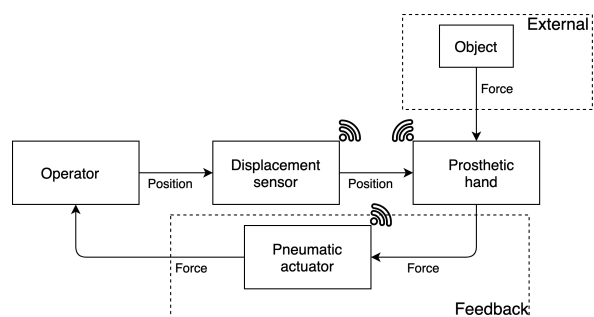 External
Object
Force
Operator
Position
Displacement
sensor
Position
Prosthetic
hand
Force
Pneumatic
actuator
Force
Feedback